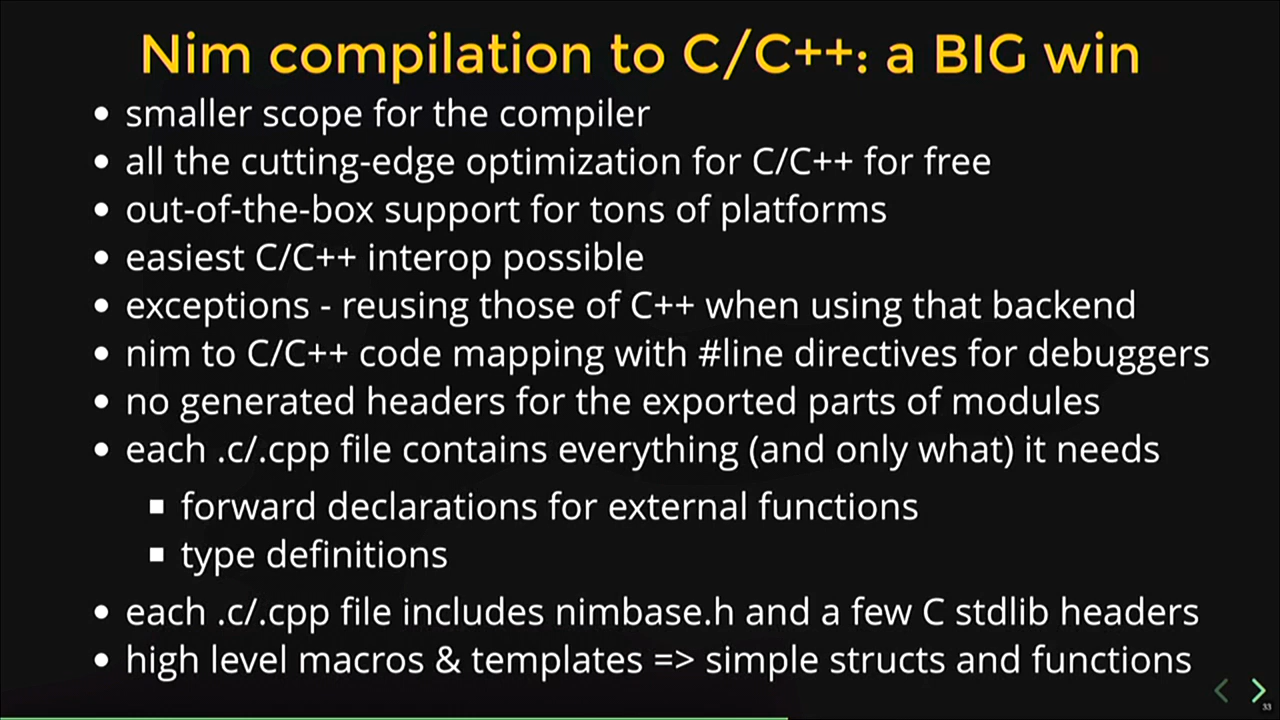 Nim compilation to C/C++: a BIG win
smaller scope for the compiler
all the cutting-edge optimization for C/C++ for free
out-of-the-box support for tons of platforms
easiest C/C++ interop possible
exceptions - reusing those of C++ when using that backend
nim to C/C++ code mapping with #line directives for debuggers
no generated headers for the exported parts of modules
each .c/.cpp file contains everything (and only what) it needs
forward declarations for external functions
type definitions
each .c/.cpp file includes nimbase.h and a few C stdlib headers
high level macros & templates => simple structs and functions
33